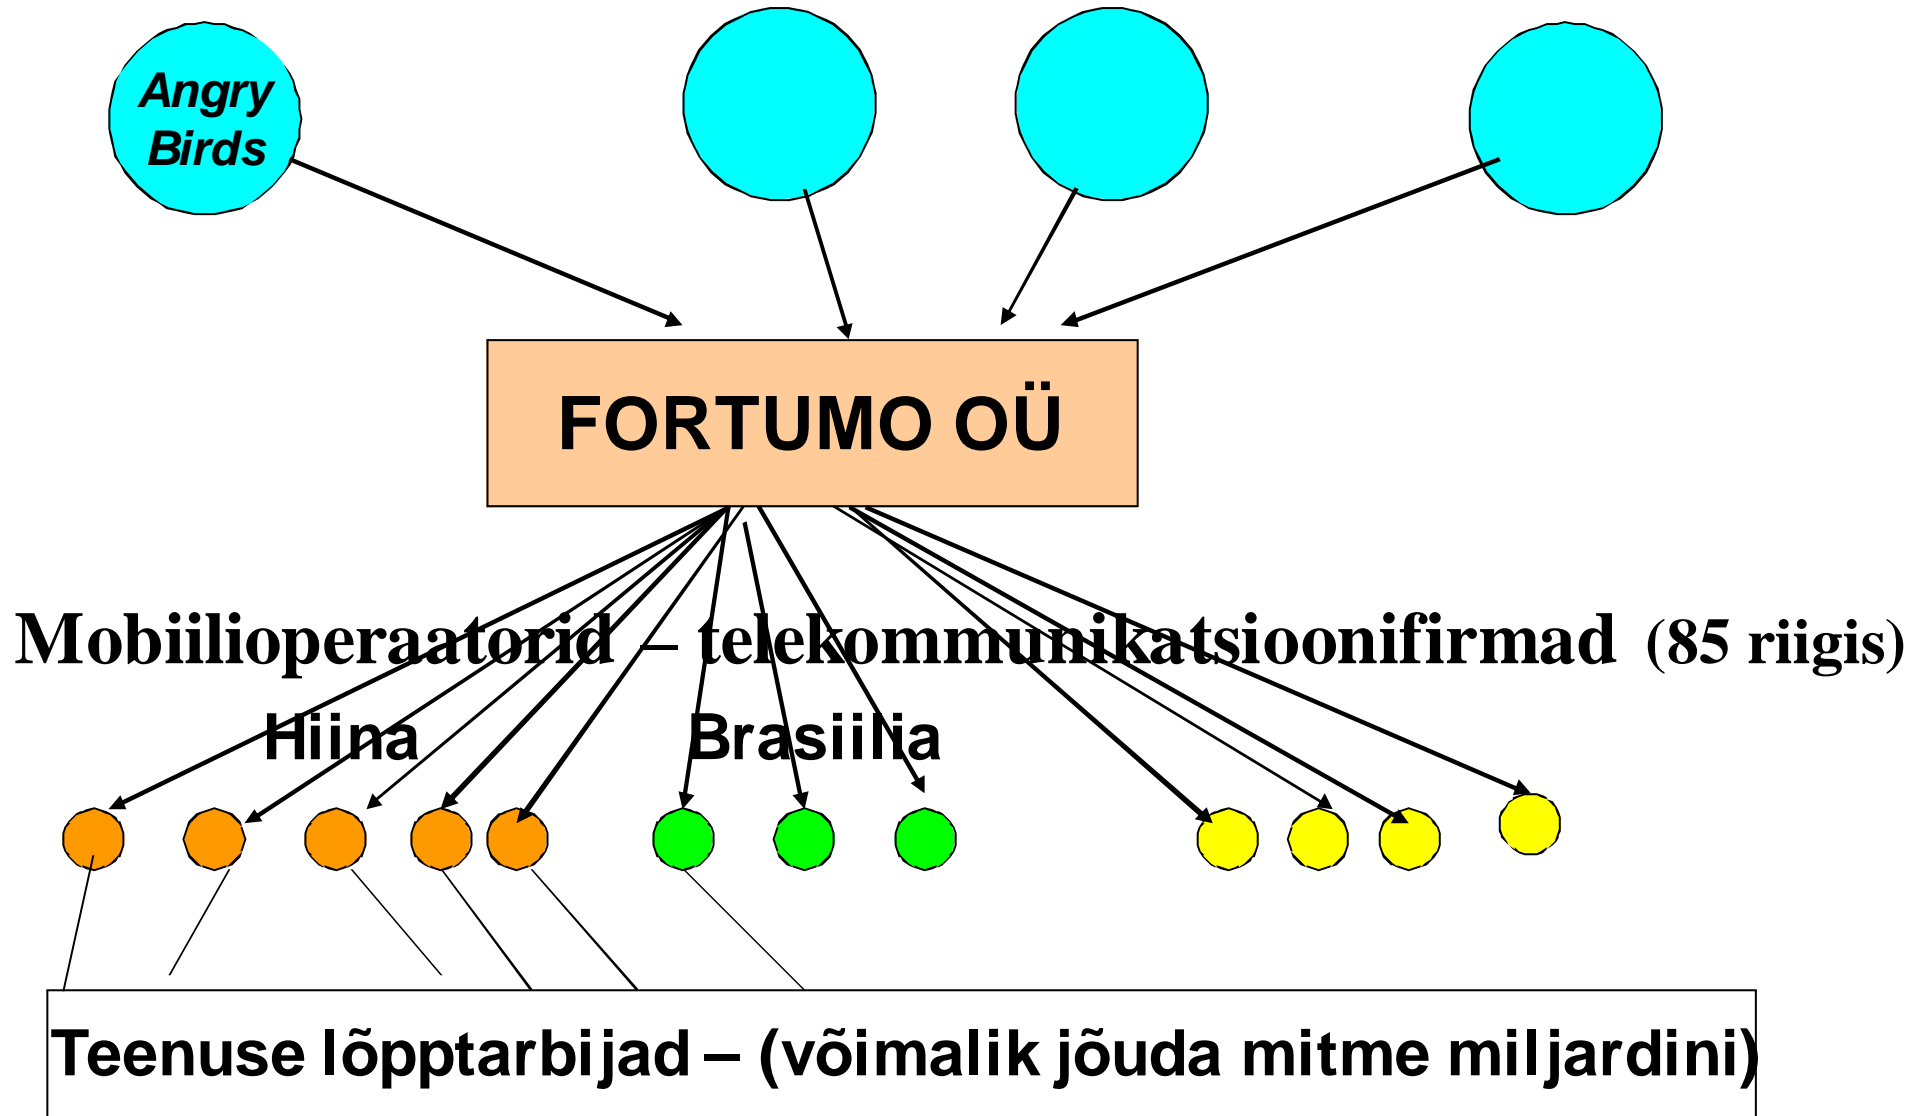 Angry
Birds
FORTUMO OÜ
Mobiilioperaatorid – telekommunikatsioonifirmad (85 riigis)
Hiina Brasiilia
Teenuse lõpptarbijad – (võimalik jõuda mitme miljardini)